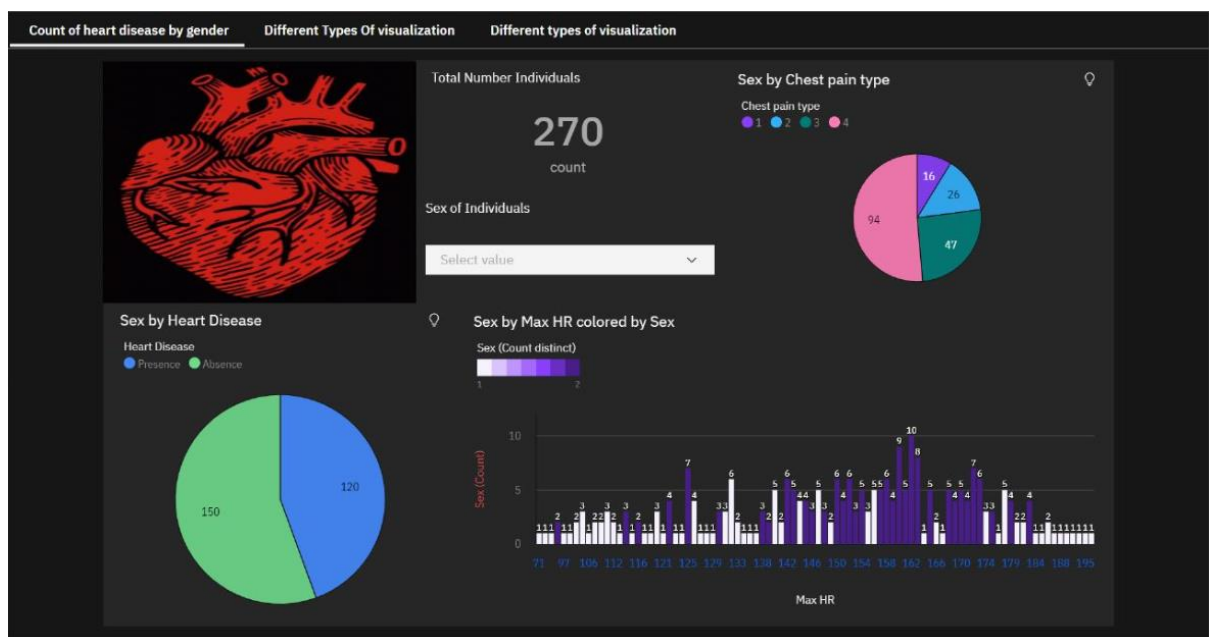 Count of heart disease by gender
Different Types Of visualization
Different types of visualization
Total Number Individuals
270
count
Sex of Individuals
Select value
Sex by Chest pain type
Chest pain type
1 2 3 4
16
26
47
94
Sex by Heart Disease
Heart Disease
Presence Absence
120
150
Sex by Max HR colored by Sex
Sex (Count distinct)
1 2
Sex (Count)
10
5
0
71 97 106 112 116 121 125 129 133 138 142 146 150 154 158 162 166 170 174 179 184 188 195
Max HR